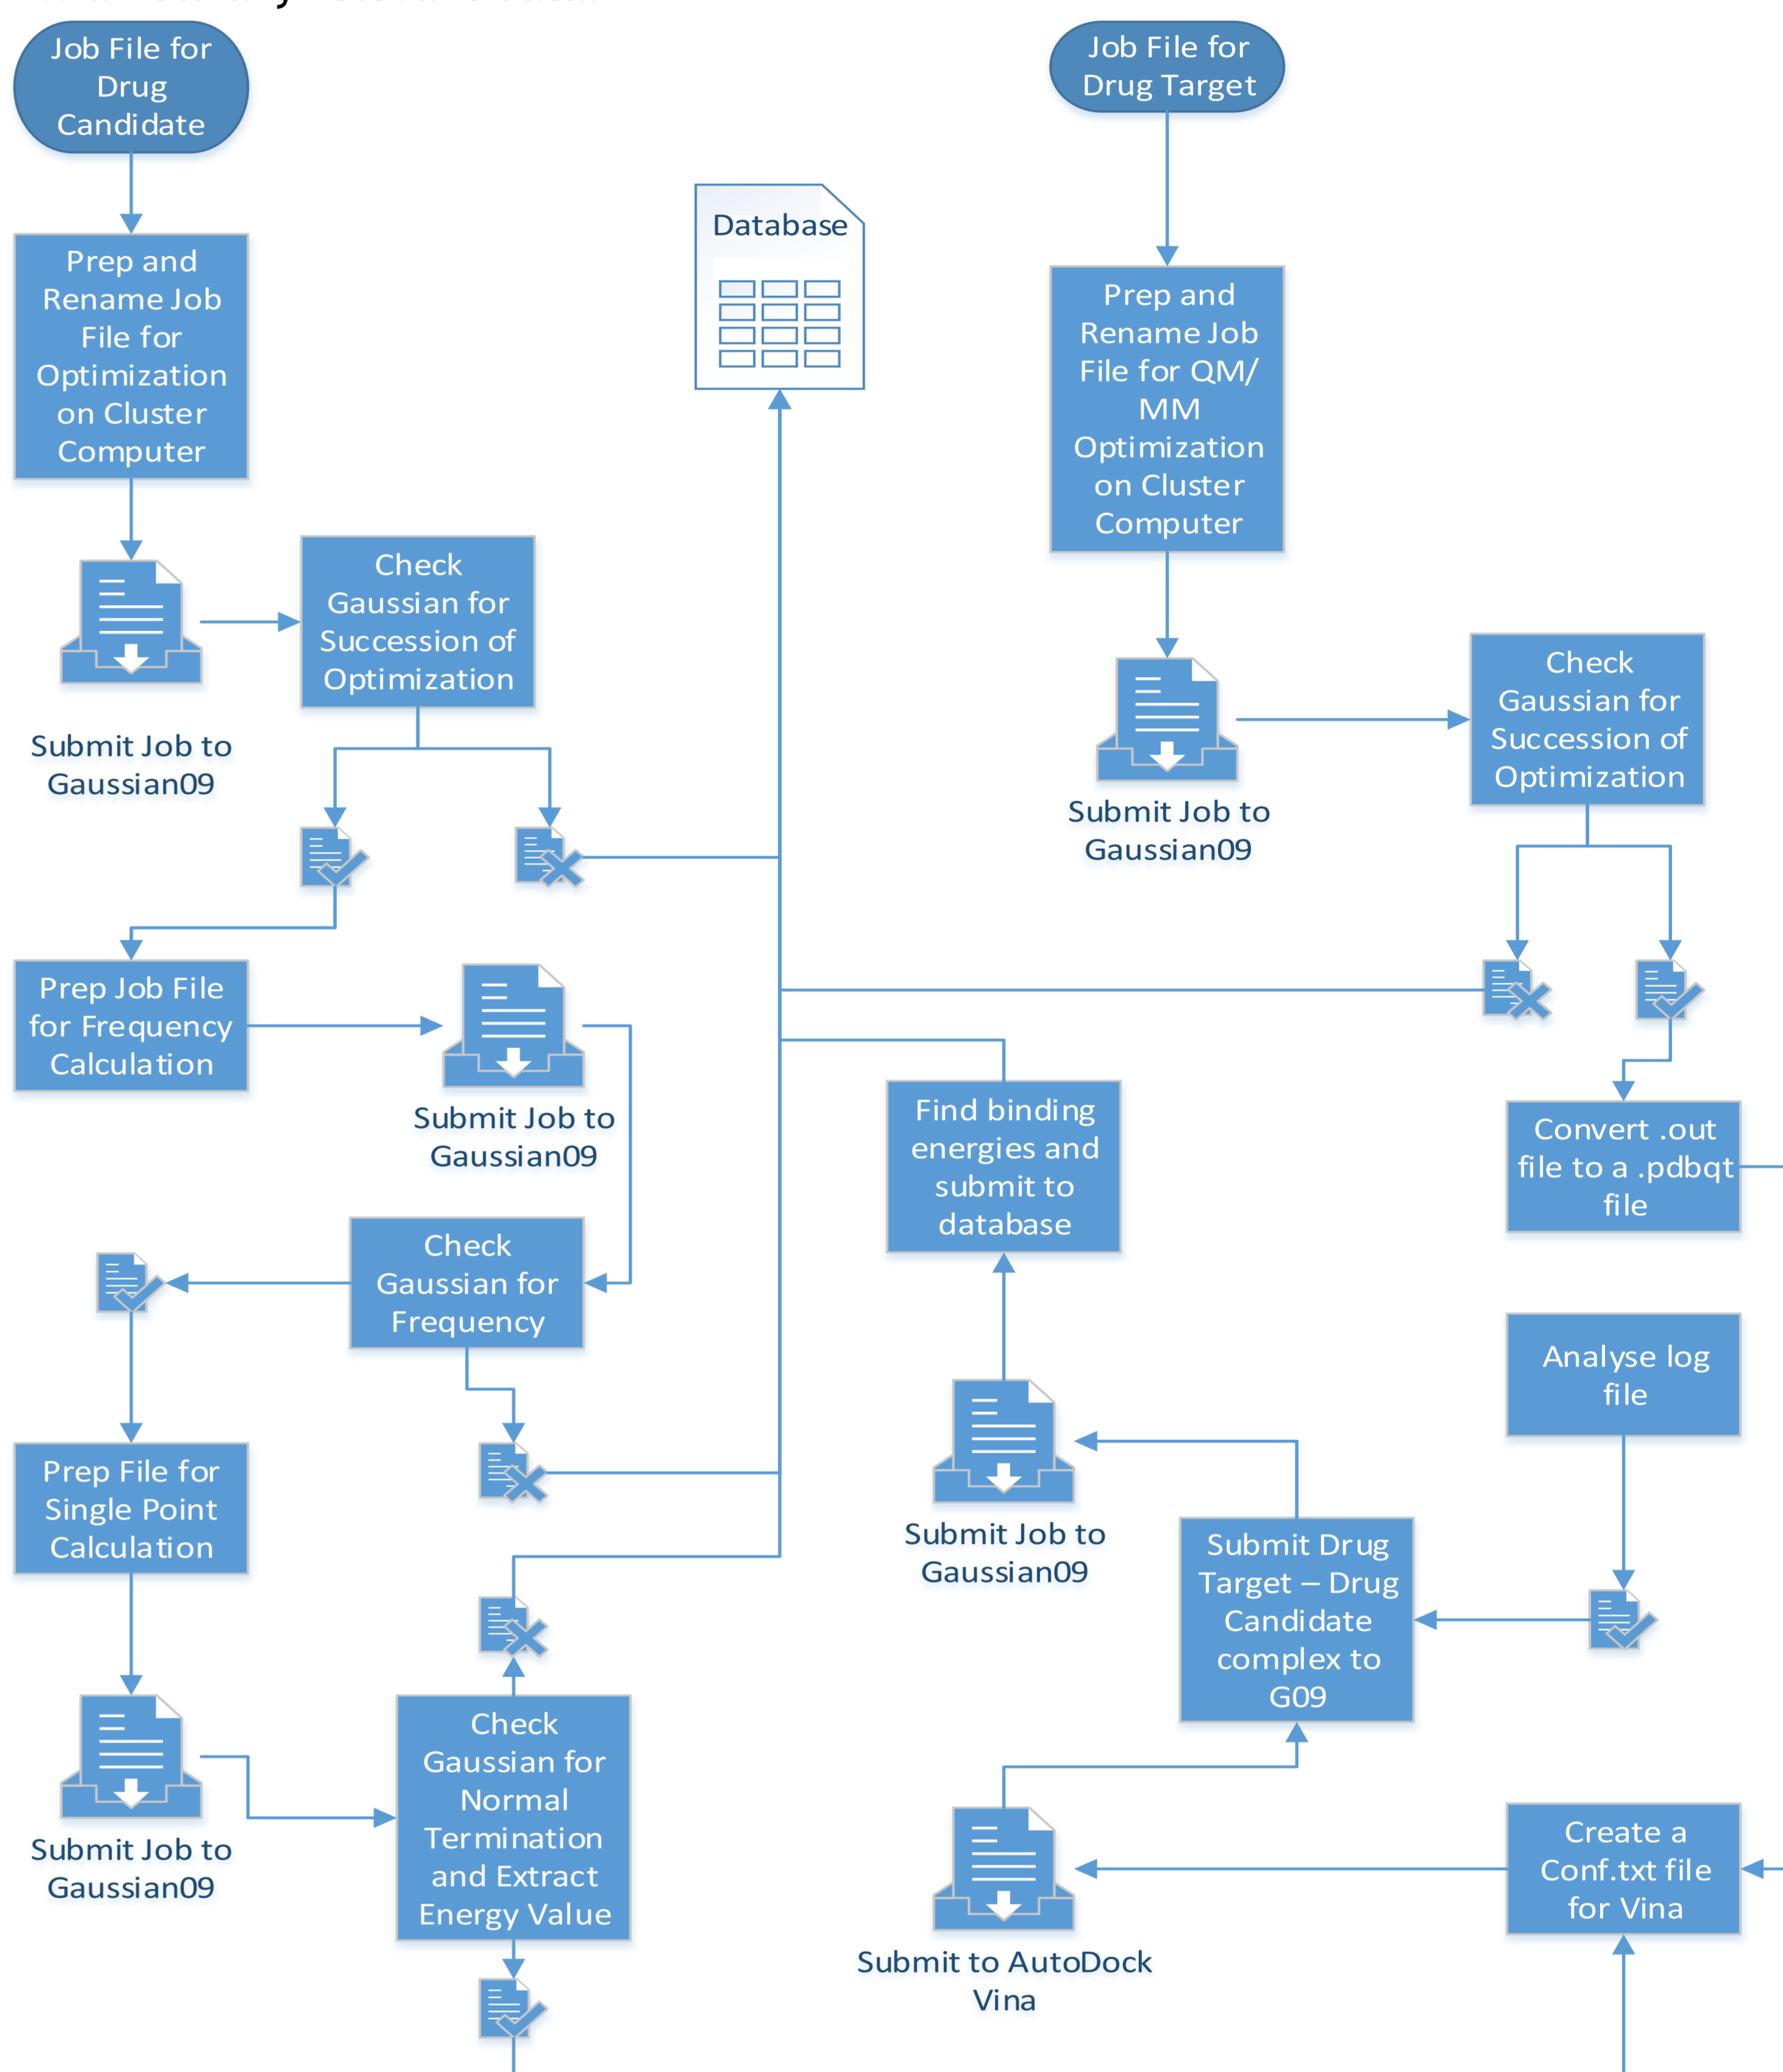 Job File for
Drug
Candidate
Job File for
Drug Target
Database
Prep and
Rename Job
File for
Optimization
on Cluster
Computer
Prep and
Rename Job
File for QM/
MM
Optimization
on Cluster
Computer
Check
Gaussian for
Succession of
Optimization
Submit Job to
Gaussian09
Check
Gaussian for
Succession of
Optimization
Submit Job to
Gaussian09
Prep Job File
for Frequency
Calculation
Submit Job to
Gaussian09
Find binding
energies and
submit to
database
Convert .out
file to a .pdbqt
file
Check
Gaussian for
Frequency
Analyse log
file
Prep File for
Single Point
Calculation
Submit Job to
Gaussian09
Submit Drug
Target – Drug
Candidate
complex to
G09
Check
Gaussian for
Normal
Termination
and Extract
Energy Value
Submit Job to
Gaussian09
Create a
Conf.txt file
for Vina
Submit to AutoDock
Vina